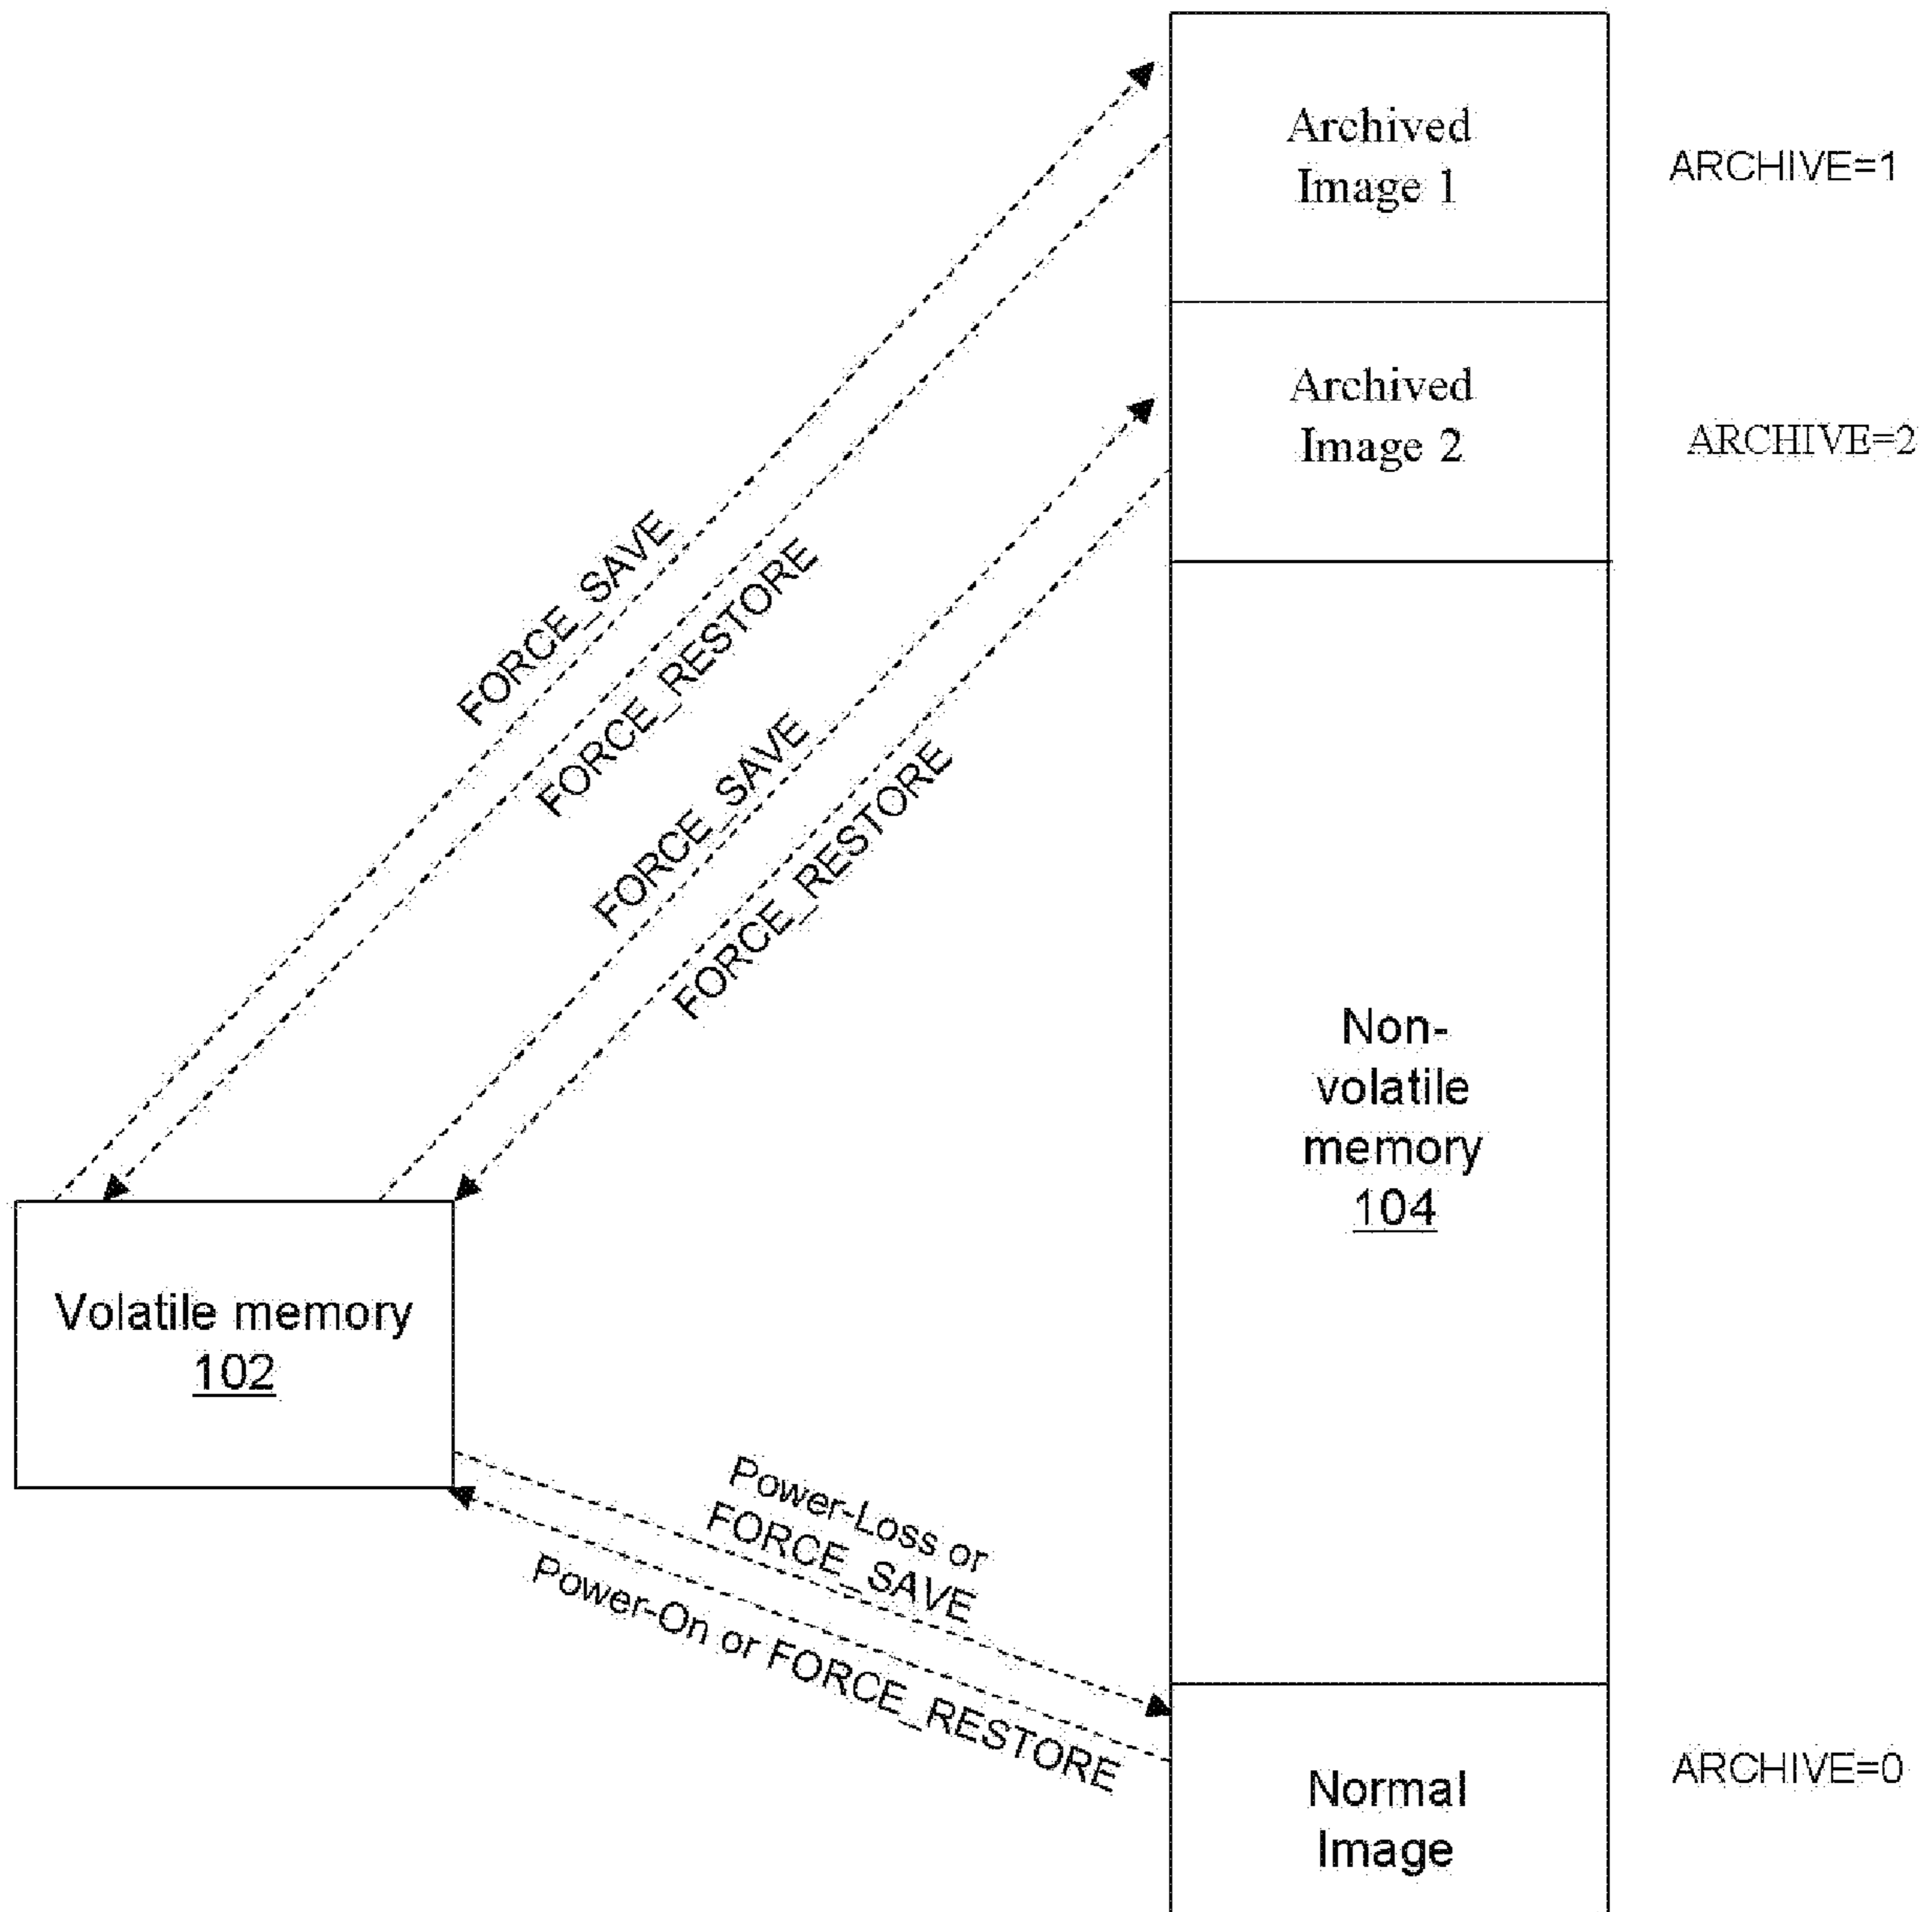 Archived
Image 1
ARCHIVE=1
Archived
Image 2
ARCHIVE=2
FORCE_SAVE
FORCE_RESTORE
FORCE_SAVE
FORCE_RESTORE
Non-
volatile
memory
104
Volatile memory
102
Power-Loss or
FORCE_SAVE
Power-On or FORCE_RESTORE
Normal
Image
ARCHIVE=0